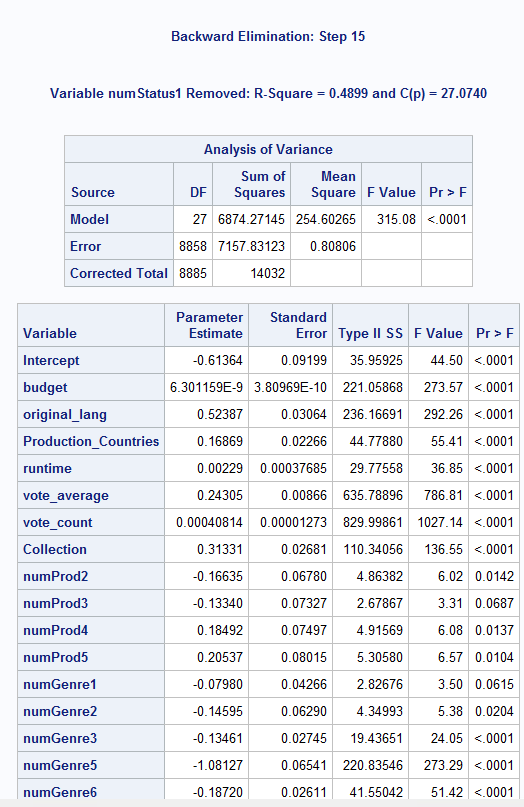 Backward Elimination: Step 15
Variable numStatus1 Removed: R-Square = 0.4899 and C(p) = 27.0740
Analysis of Variance
Source DF Sum of Squares Mean Square F Value Pr > F
Model 27 6874.27145 254.60265 315.08 <.0001
Error 8858 7157.83123 0.80806
Corrected Total 8885 14032
Variable Parameter Estimate Standard Error Type II SS F Value Pr > F
Intercept -0.61364 0.09199 35.95925 44.50 <.0001
budget 6.301159E-9 3.80969E-10 221.05868 273.57 <.0001
original_lang 0.52387 0.03064 236.16691 292.26 <.0001
Production_Countries 0.16869 0.02266 44.77880 55.41 <.0001
runtime 0.00229 0.00037685 29.77558 36.85 <.0001
vote_average 0.24305 0.00866 635.78896 786.81 <.0001
vote_count 0.00040814 0.00001273 829.99861 1027.14 <.0001
Collection 0.31331 0.02681 110.34056 136.55 <.0001
numProd2 -0.16635 0.06780 4.86382 6.02 0.0142
numProd3 -0.13340 0.07327 2.67867 3.31 0.0687
numProd4 0.18492 0.07497 4.91569 6.08 0.0137
numProd5 0.20537 0.08015 5.30580 6.57 0.0104
numGenre1 -0.07980 0.04266 2.82676 3.50 0.0615
numGenre2 -0.14595 0.06290 4.34993 5.38 0.0204
numGenre3 -0.13461 0.02745 19.43651 24.05 <.0001
numGenre5 -1.08127 0.06541 220.83546 273.29 <.0001
numGenre6 -0.18720 0.02611 41.55042 51.42 <.0001